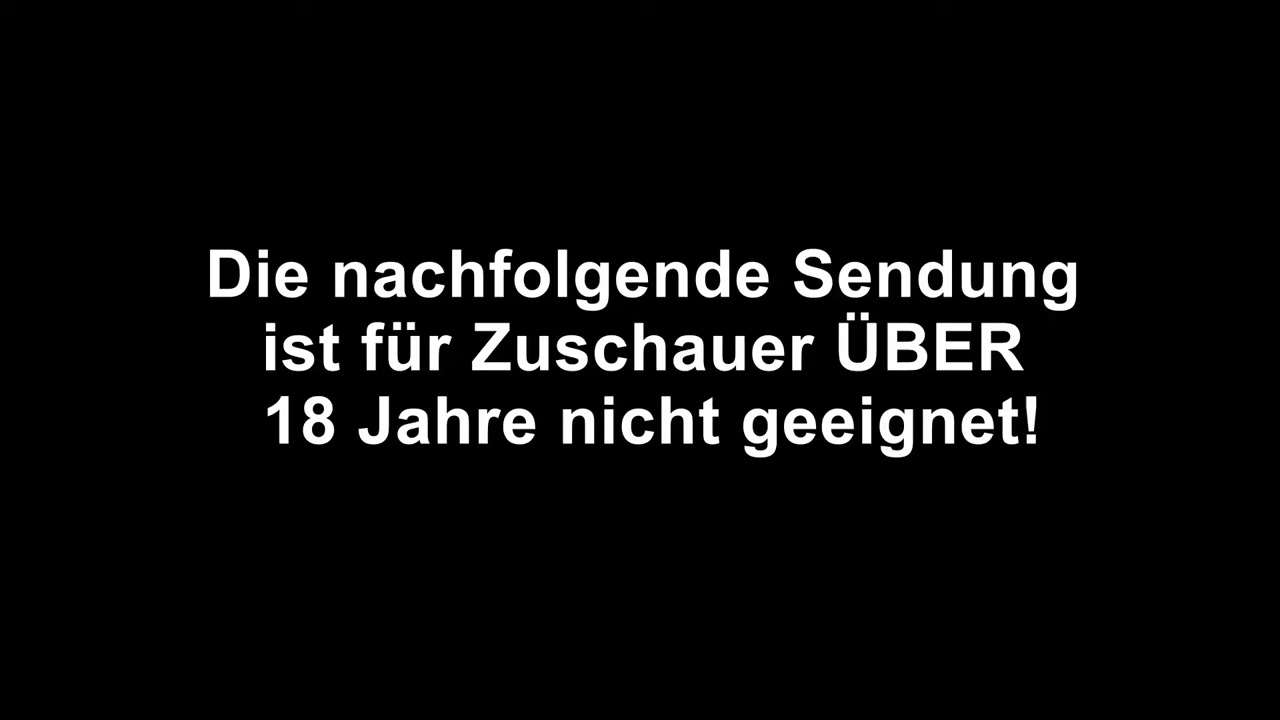 Die nachfolgende Sendung
ist für Zuschauer ÜBER
18 Jahre nicht geeignet!